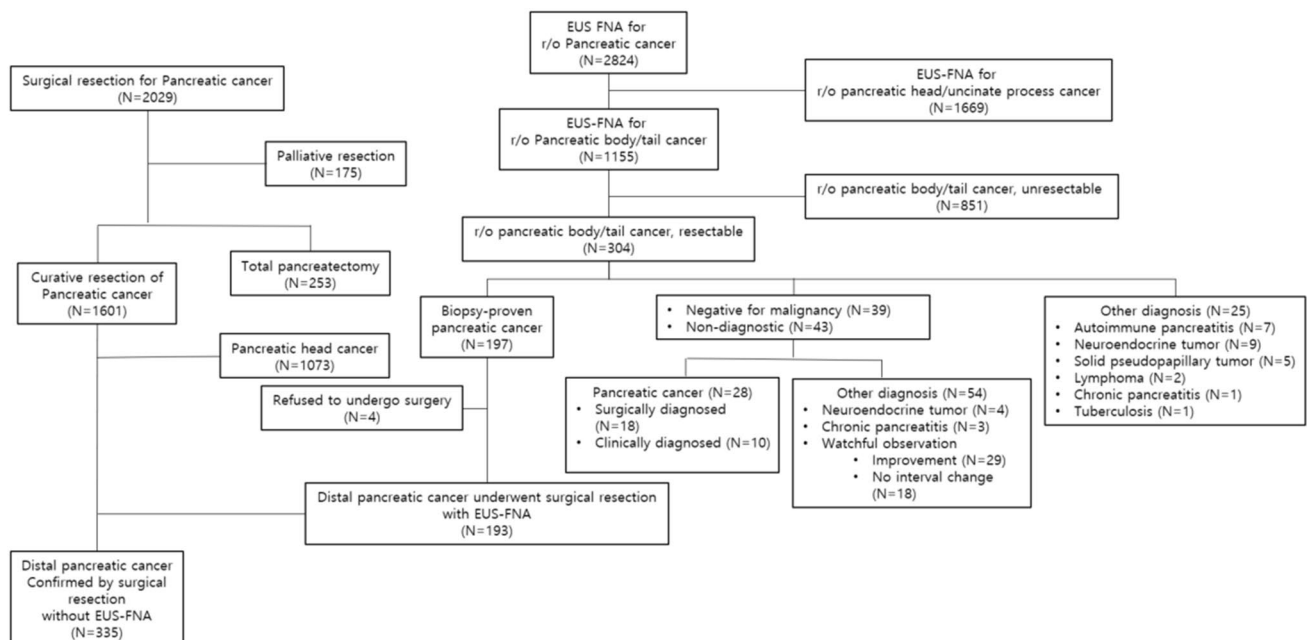 EUS FNA for
r/o Pancreatic cancer
(N=2824)
Surgical resection for Pancreatic cancer
(N=2029)
EUS-FNA for
r/o pancreatic head/uncinate process cancer
(N=1669)
EUS-FNA for
r/o Pancreatic body/tail cancer
(N=1155)
Palliative resection
(N=175)
r/o pancreatic body/tail cancer, unresectable
(N=851)
r/o pancreatic body/tail cancer, resectable
(N=304)
Total pancreatectomy
(N=253)
Curative resection of
Pancreatic cancer
(N=1601)
Biopsy-proven
pancreatic cancer
(N=197)
• Negative for malignancy (N=39)
• Non-diagnostic (N=43)
Other diagnosis (N=25)
• Autoimmune pancreatitis (N=7)
• Neuroendocrine tumor (N=9)
• Solid pseudopapillary tumor (N=5)
• Lymphoma (N=2)
• Chronic pancreatitis (N=1)
• Tuberculosis (N=1)
Pancreatic head cancer
(N=1073)
Refused to undergo surgery
(N=4)
Pancreatic cancer (N=28)
• Surgically diagnosed
(N=18)
• Clinically diagnosed (N=10)
Other diagnosis (N=54)
• Neuroendocrine tumor (N=4)
• Chronic pancreatitis (N=3)
• Watchful observation
• Improvement (N=29)
• No interval change
(N=18)
Distal pancreatic cancer underwent surgical resection
with EUS-FNA
(N=193)
Distal pancreatic cancer
Confirmed by surgical
resection
without EUS-FNA
(N=335)